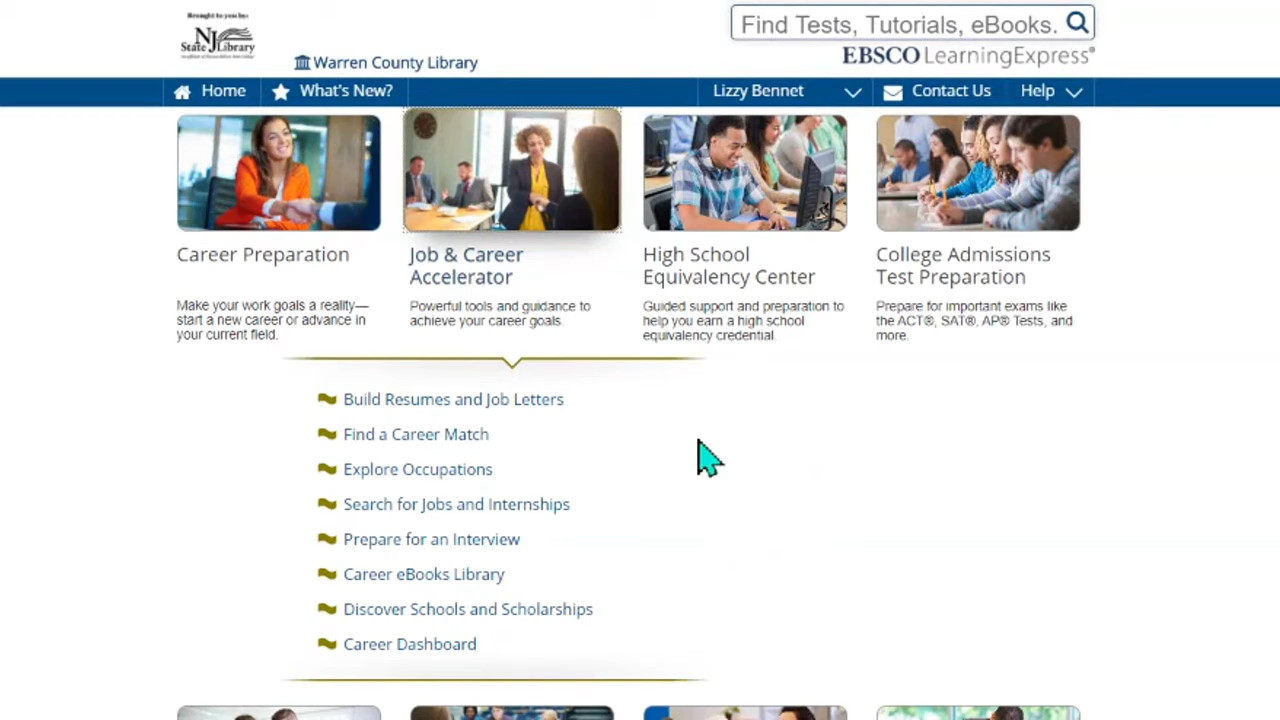 Brought to you by:
NJ
State Library
Warren County Library
Find Tests, Tutorials, eBooks.
EBSCO LearningExpress®
Home
What's New?
Lizzy Bennet
Contact Us
Help
Career Preparation
Make your work goals a reality—
start a new career or advance in
your current field.
Job & Career
Accelerator
Powerful tools and guidance to
achieve your career goals.
High School
Equivalency Center
Guided support and preparation to
help you earn a high school
equivalency credential.
College Admissions
Test Preparation
Prepare for important exams like
the ACT®, SAT®, AP® Tests, and
more.
Build Resumes and Job Letters
Find a Career Match
Explore Occupations
Search for Jobs and Internships
Prepare for an Interview
Career eBooks Library
Discover Schools and Scholarships
Career Dashboard